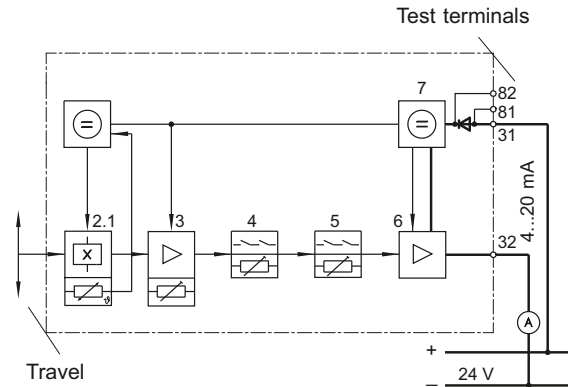 Test terminals
7
82
81
31
=
=
2.1
3
4
5
6
32
4...20 mA
x
ϑ
A
+
24 V
–
Travel